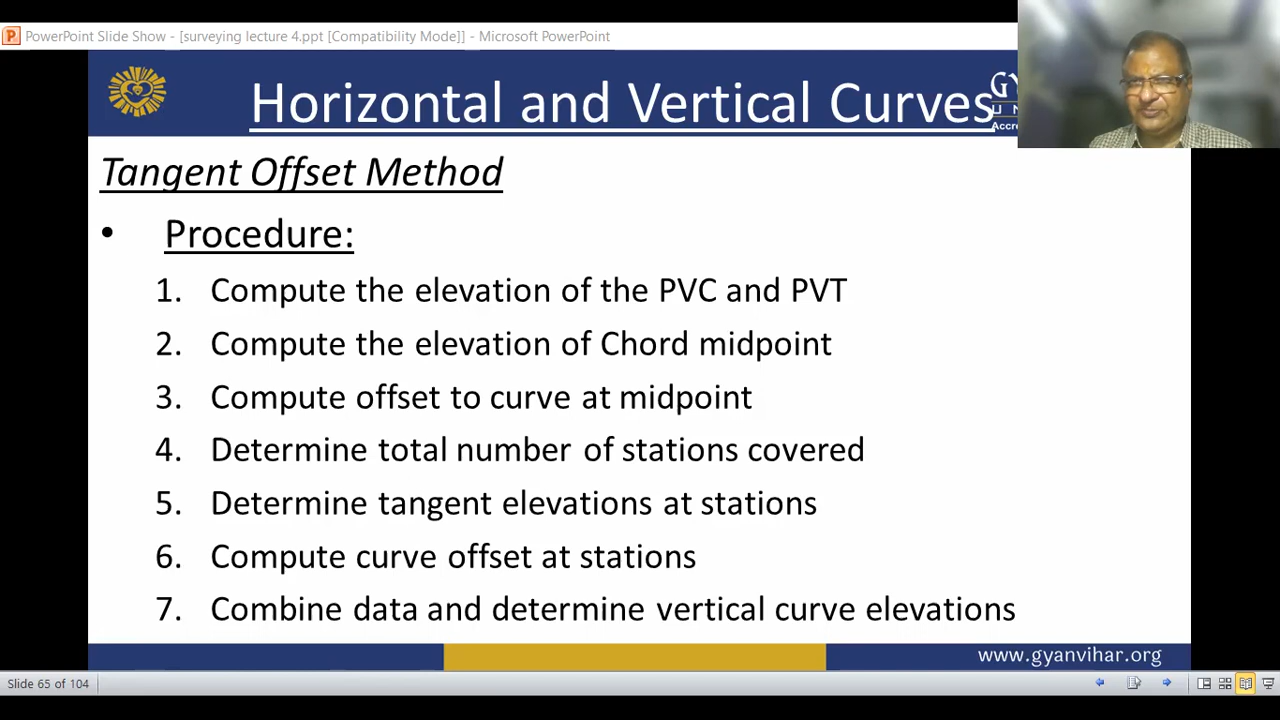 PowerPoint Slide Show - [surveying lecture 4.ppt [Compatibility Mode]] - Microsoft PowerPoint
Horizontal and Vertical Curves
Tangent Offset Method
• Procedure:
1. Compute the elevation of the PVC and PVT
2. Compute the elevation of Chord midpoint
3. Compute offset to curve at midpoint
4. Determine total number of stations covered
5. Determine tangent elevations at stations
6. Compute curve offset at stations
7. Combine data and determine vertical curve elevations
www.gyanvihar.org
Slide 65 of 104